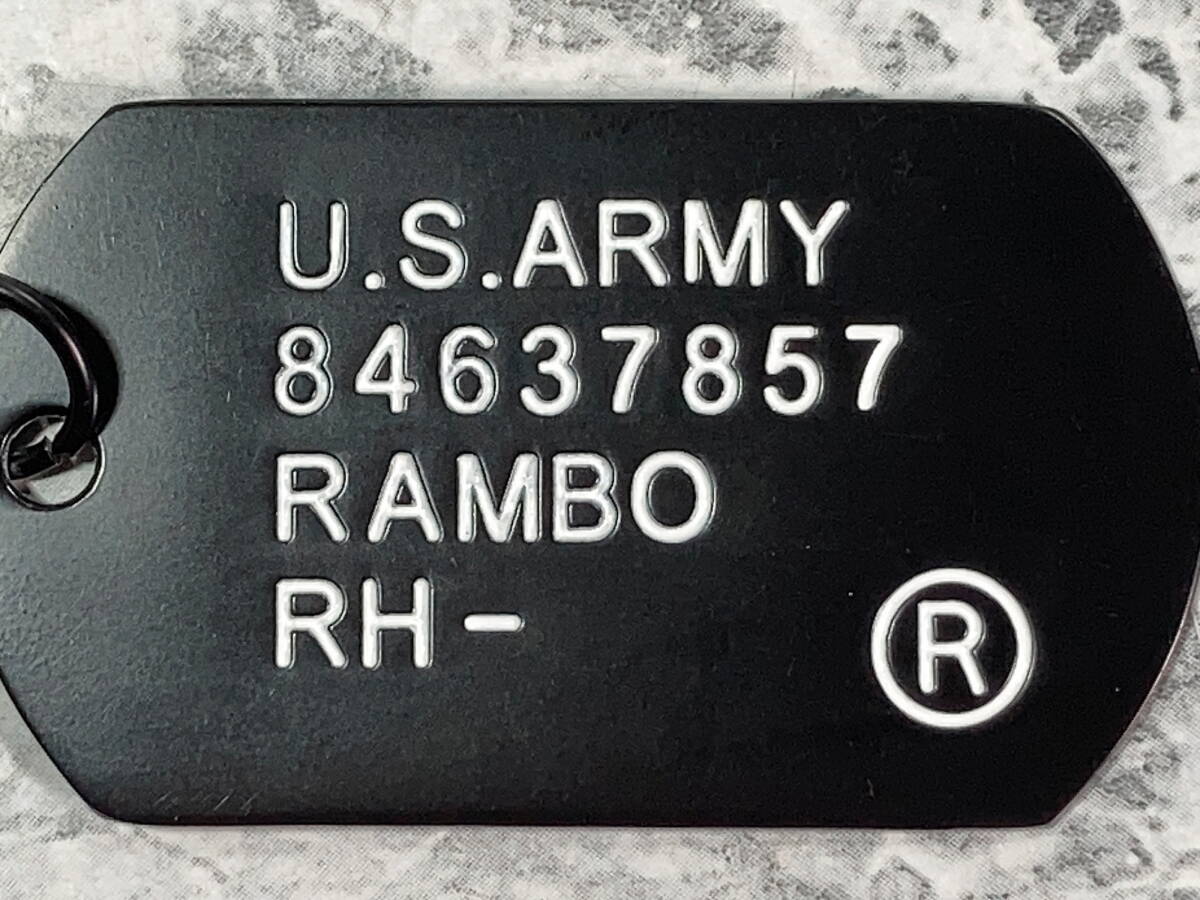 U.S.ARMY
84637857
RAMBO
RH-
®